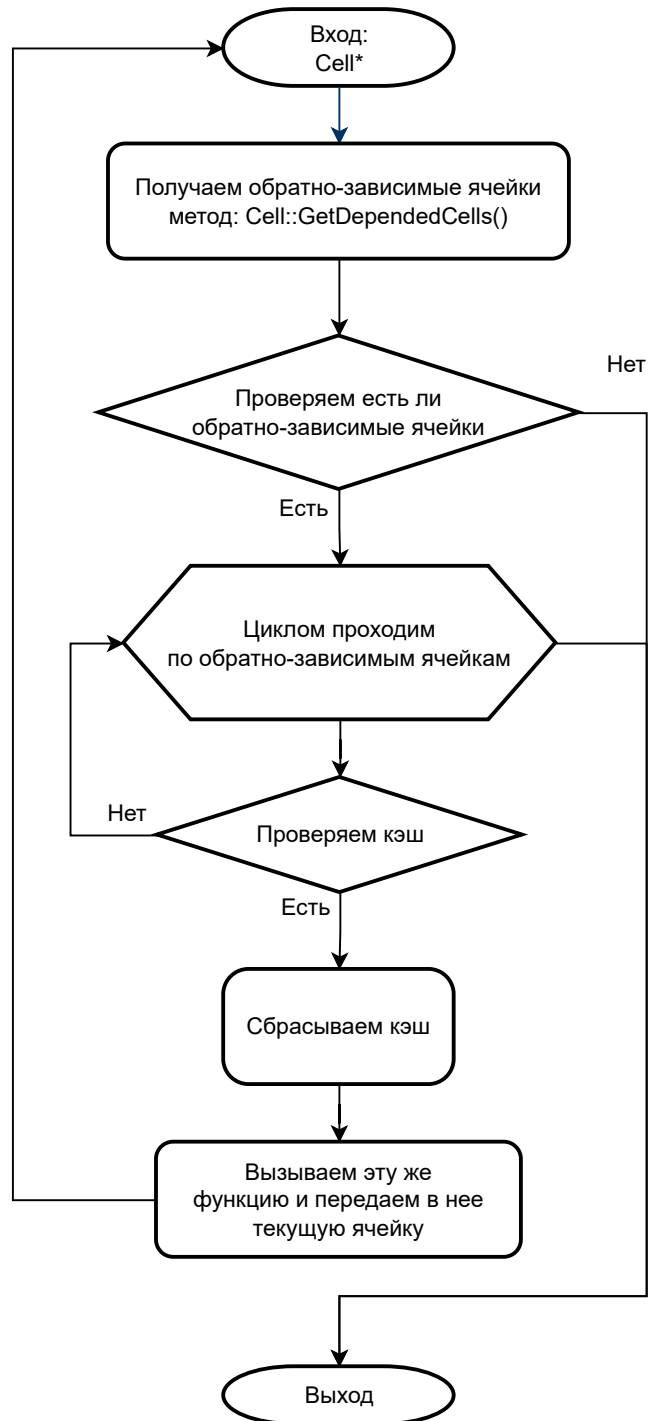 Вход:
Cell*
Получаем обратно-зависимые ячейки
метод: Cell::GetDependedCells()
Нет
Проверяем есть ли
обратно-зависимые ячейки
Есть
Циклом проходим
по обратно-зависимым ячейкам
Нет
Проверяем кэш
Есть
Сбрасываем кэш
Вызываем эту же
функцию и передаем в нее
текущую ячейку
Выход